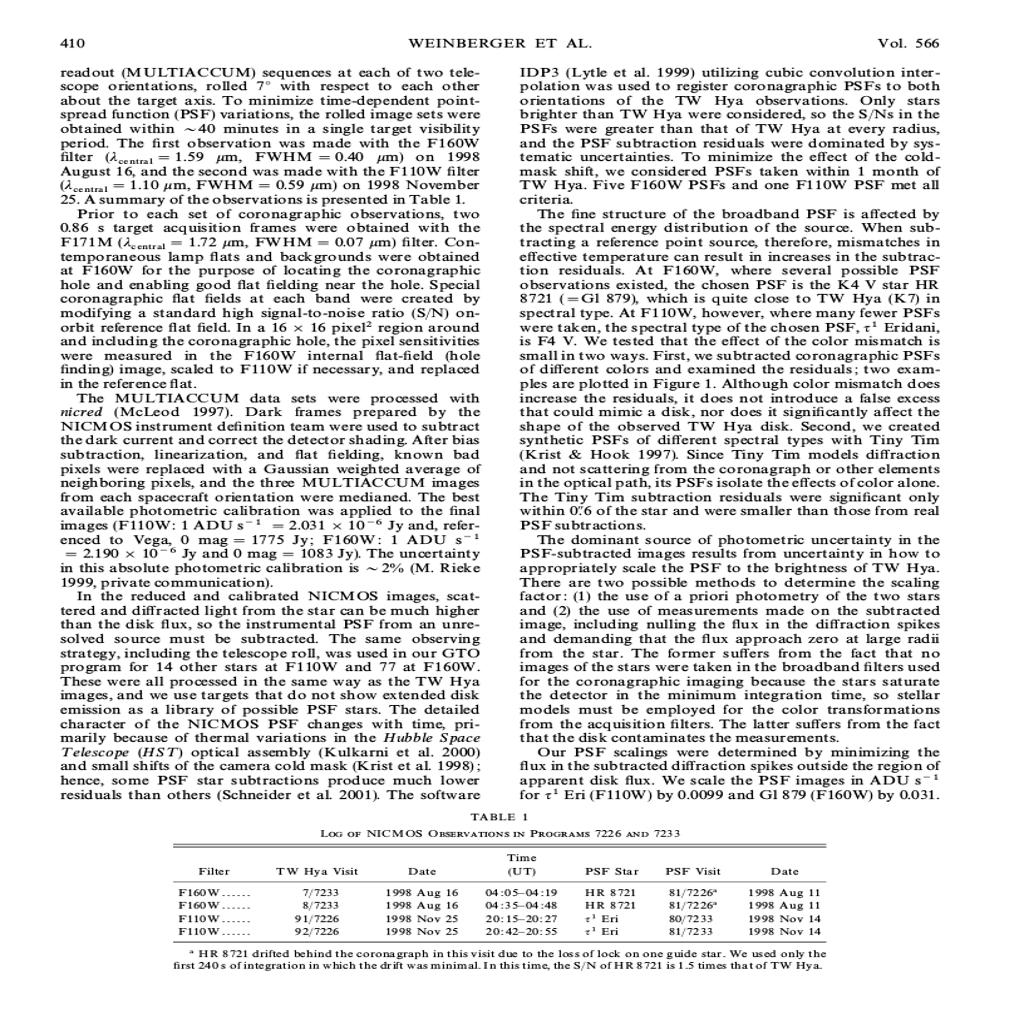 410
WEINBERGER ET AL.
Vol. 566
readout (MULTIACCUM) sequences at each of two tele-
scope orientations, rolled 7° with respect to each other
about the target axis. To minimize time-dependent point-
spread function (PSF) variations, the rolled image sets were
obtained within ~40 minutes in a single target visibility
period. The first observation was made with the F160W
filter (λcentral = 1.59 μm, FWHM = 0.40 μm) on 1998
August 16, and the second was made with the F110W filter
(λcentral = 1.10 μm, FWHM = 0.59 μm) on 1998 November
25. A summary of the observations is presented in Table 1.
Prior to each set of coronagraphic observations, two
0.86 s target acquisition frames were obtained with the
F171M (λcentral = 1.72 μm, FWHM = 0.07 μm) filter. Con-
temporaneous lamp flats and backgrounds were obtained
at F160W for the purpose of locating the coronagraphic
hole and enabling good flat fielding near the hole. Special
coronagraphic flat fields at each band were created by
modifying a standard high signal-to-noise ratio (S/N) on-
orbit reference flat field. In a 16 × 16 pixel² region around
and including the coronagraphic hole, the pixel sensitivities
were measured in the F160W internal flat-field (hole
finding) image, scaled to F110W if necessary, and replaced
in the reference flat.
The MULTIACCUM data sets were processed with
nicred (McLeod 1997). Dark frames prepared by the
NICMOS instrument definition team were used to subtract
the dark current and correct the detector shading. After bias
subtraction, linearization, and flat fielding, known bad
pixels were replaced with a Gaussian weighted average of
neighboring pixels, and the three MULTIACCUM images
from each spacecraft orientation were medianed. The best
available photometric calibration was applied to the final
images (F110W: 1 ADU s⁻¹ = 2.031 × 10⁻⁶ Jy and, refer-
enced to Vega, 0 mag = 1775 Jy; F160W: 1 ADU s⁻¹
= 2.190 × 10⁻⁶ Jy and 0 mag = 1083 Jy). The uncertainty
in this absolute photometric calibration is ~2% (M. Rieke
1999, private communication).
In the reduced and calibrated NICMOS images, scat-
tered and diffracted light from the star can be much higher
than the disk flux, so the instrumental PSF from an unre-
solved source must be subtracted. The same observing
strategy, including the telescope roll, was used in our GTO
program for 14 other stars at F110W and 77 at F160W.
These were all processed in the same way as the TW Hya
images, and we use targets that do not show extended disk
emission as a library of possible PSF stars. The detailed
character of the NICMOS PSF changes with time, pri-
marily because of thermal variations in the Hubble Space
Telescope (HST) optical assembly (Kulkarni et al. 2000)
and small shifts of the camera cold mask (Krist et al. 1998);
hence, some PSF star subtractions produce much lower
residuals than others (Schneider et al. 2001). The software
IDP3 (Lytle et al. 1999) utilizing cubic convolution inter-
polation was used to register coronagraphic PSFs to both
orientations of the TW Hya observations. Only stars
brighter than TW Hya were considered, so the S/Ns in the
PSFs were greater than that of TW Hya at every radius,
and the PSF subtraction residuals were dominated by sys-
tematic uncertainties. To minimize the effect of the cold-
mask shift, we considered PSFs taken within 1 month of
TW Hya. Five F160W PSFs and one F110W PSF met all
criteria.
The fine structure of the broadband PSF is affected by
the spectral energy distribution of the source. When sub-
tracting a reference point source, therefore, mismatches in
effective temperature can result in increases in the subtrac-
tion residuals. At F160W, where several possible PSF
observations existed, the chosen PSF is the K4 V star HR
8721 (=Gl 879), which is quite close to TW Hya (K7) in
spectral type. At F110W, however, where many fewer PSFs
were taken, the spectral type of the chosen PSF, τ¹ Eridani,
is F4 V. We tested that the effect of the color mismatch is
small in two ways. First, we subtracted coronagraphic PSFs
of different colors and examined the residuals; two exam-
ples are plotted in Figure 1. Although color mismatch does
increase the residuals, it does not introduce a false excess
that could mimic a disk, nor does it significantly affect the
shape of the observed TW Hya disk. Second, we created
synthetic PSFs of different spectral types with Tiny Tim
(Krist & Hook 1997). Since Tiny Tim models diffraction
and not scattering from the coronagraph or other elements
in the optical path, its PSFs isolate the effects of color alone.
The Tiny Tim subtraction residuals were significant only
within 0″.6 of the star and were smaller than those from real
PSF subtractions.
The dominant source of photometric uncertainty in the
PSF-subtracted images results from uncertainty in how to
appropriately scale the PSF to the brightness of TW Hya.
There are two possible methods to determine the scaling
factor: (1) the use of a priori photometry of the two stars
and (2) the use of measurements made on the subtracted
image, including nulling the flux in the diffraction spikes
and demanding that the flux approach zero at large radii
from the star. The former suffers from the fact that no
images of the stars were taken in the broadband filters used
for the coronagraphic imaging because the stars saturate
the detector in the minimum integration time, so stellar
models must be employed for the color transformations
from the acquisition filters. The latter suffers from the fact
that the disk contaminates the measurements.
Our PSF scalings were determined by minimizing the
flux in the subtracted diffraction spikes outside the region of
apparent disk flux. We scale the PSF images in ADU s⁻¹
for τ¹ Eri (F110W) by 0.0099 and Gl 879 (F160W) by 0.031.
TABLE 1
LOG OF NICMOS OBSERVATIONS IN PROGRAMS 7226 AND 7233
Filter TW Hya Visit Date Time (UT) PSF Star PSF Visit Date
F160W...... 7/7233 1998 Aug 16 04:05–04:19 HR 8721 81/7226ᵃ 1998 Aug 11
F160W...... 8/7233 1998 Aug 16 04:35–04:48 HR 8721 81/7226ᵃ 1998 Aug 11
F110W...... 91/7226 1998 Nov 25 20:15–20:27 τ¹ Eri 80/7233 1998 Nov 14
F110W...... 92/7226 1998 Nov 25 20:42–20:55 τ¹ Eri 81/7233 1998 Nov 14
ᵃ HR 8721 drifted behind the coronagraph in this visit due to the loss of lock on one guide star. We used only the
first 240 s of integration in which the drift was minimal. In this time, the S/N of HR 8721 is 1.5 times that of TW Hya.